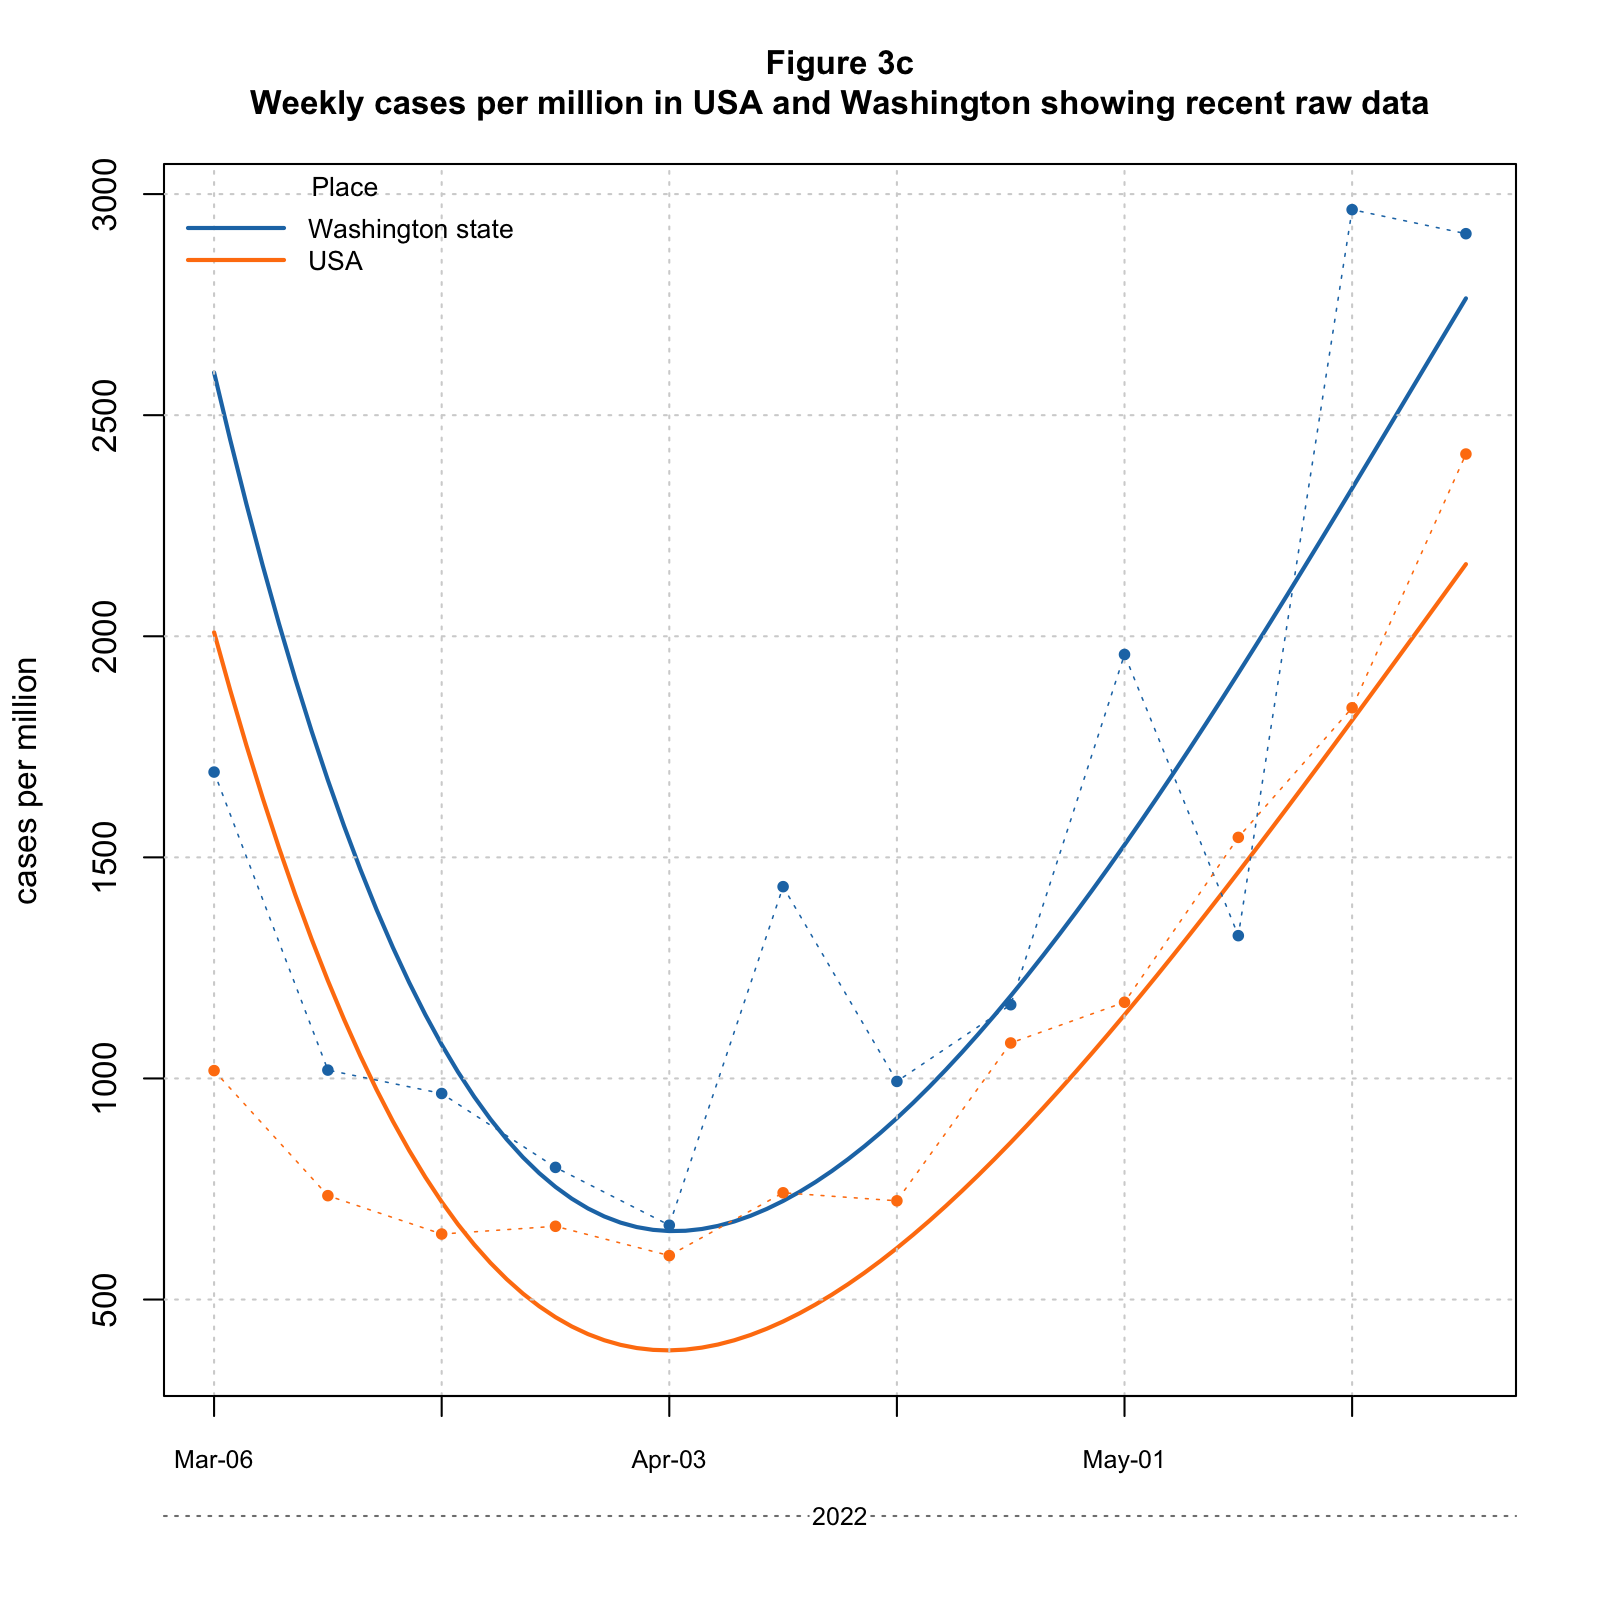 Figure 3c
Weekly cases per million in USA and Washington showing recent raw data
Place
Washington state
USA
cases per million
3000
2500
2000
1500
1000
500
Mar-06
Apr-03
May-01
2022